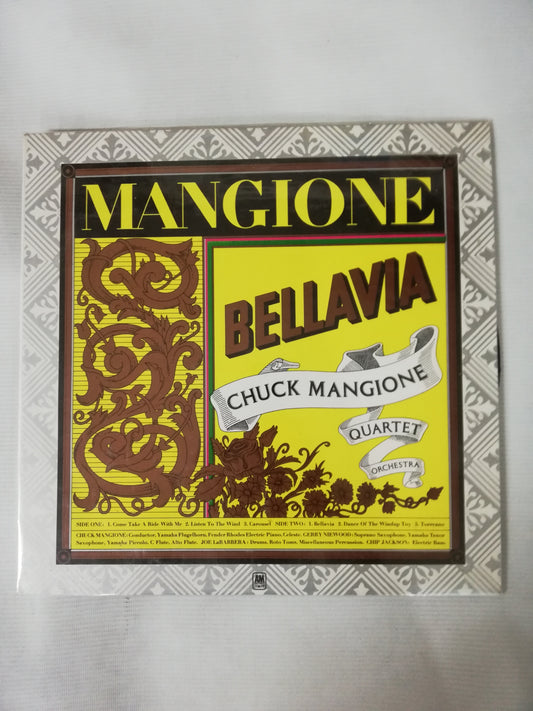 MANGIONE
BELLAVIA
CHUCK MANGIONE
QUARTET
ORCHESTRA
SIDE ONE: 1. Come Take A Ride With Me 2. Listen To The Wind 3. Carousel SIDE TWO: 1. Bellavia 2. Dance Of The Windup Toy 3. Torreano
CHUCK MANGIONE: Conductor, Yamaha Flugelhorn, Fender Rhodes Electric Piano, Celeste. GERRY NIEWOOD: Soprano Saxophone, Yamaha Tenor
Saxophone, Yamaha Piccolo, C Flute, Alto Flute. JOE LaBARBERA: Drums, Roto Toms, Miscellaneous Percussion. CHIP JACKSON: Electric Bass.
A&M